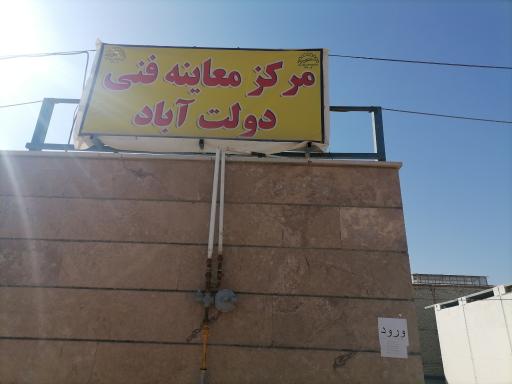 مرکز معاینه فنی
دولت آباد
ورود